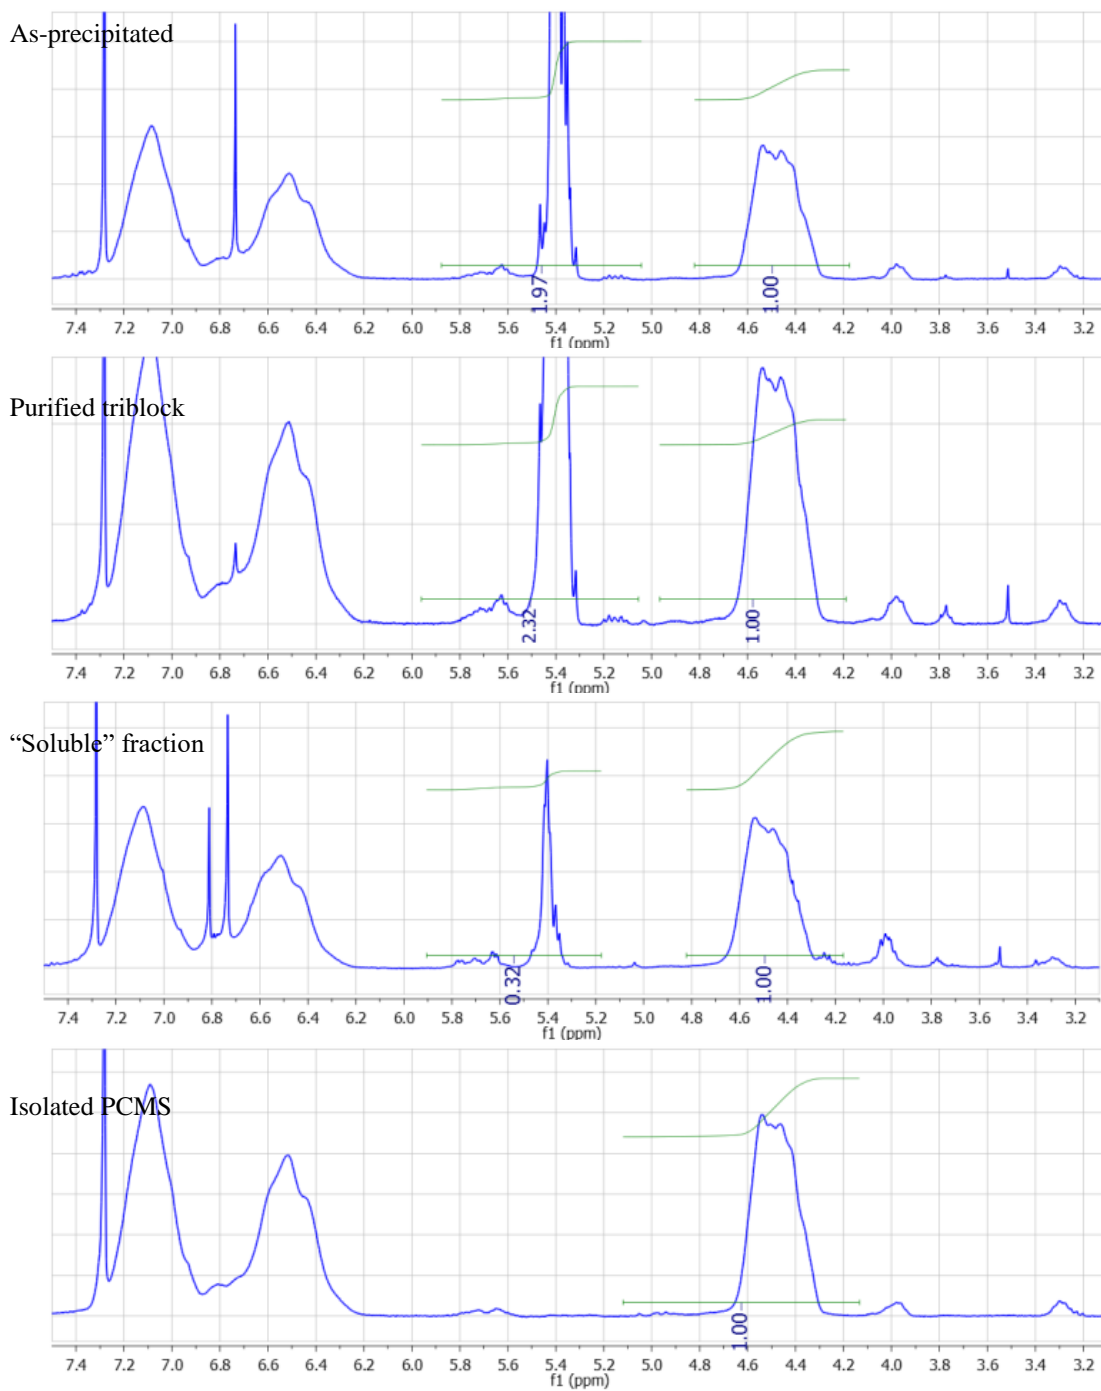 As-precipitated
1.97
1.00
7.4 7.2 7.0 6.8 6.6 6.4 6.2 6.0 5.8 5.6 5.4 5.2 5.0 4.8 4.6 4.4 4.2 4.0 3.8 3.6 3.4 3.2
f1 (ppm)
Purified triblock
2.32
1.00
7.4 7.2 7.0 6.8 6.6 6.4 6.2 6.0 5.8 5.6 5.4 5.2 5.0 4.8 4.6 4.4 4.2 4.0 3.8 3.6 3.4 3.2
f1 (ppm)
“Soluble” fraction
0.32
1.00
7.4 7.2 7.0 6.8 6.6 6.4 6.2 6.0 5.8 5.6 5.4 5.2 5.0 4.8 4.6 4.4 4.2 4.0 3.8 3.6 3.4 3.2
f1 (ppm)
Isolated PCMS
1.00
7.4 7.2 7.0 6.8 6.6 6.4 6.2 6.0 5.8 5.6 5.4 5.2 5.0 4.8 4.6 4.4 4.2 4.0 3.8 3.6 3.4 3.2
f1 (ppm)